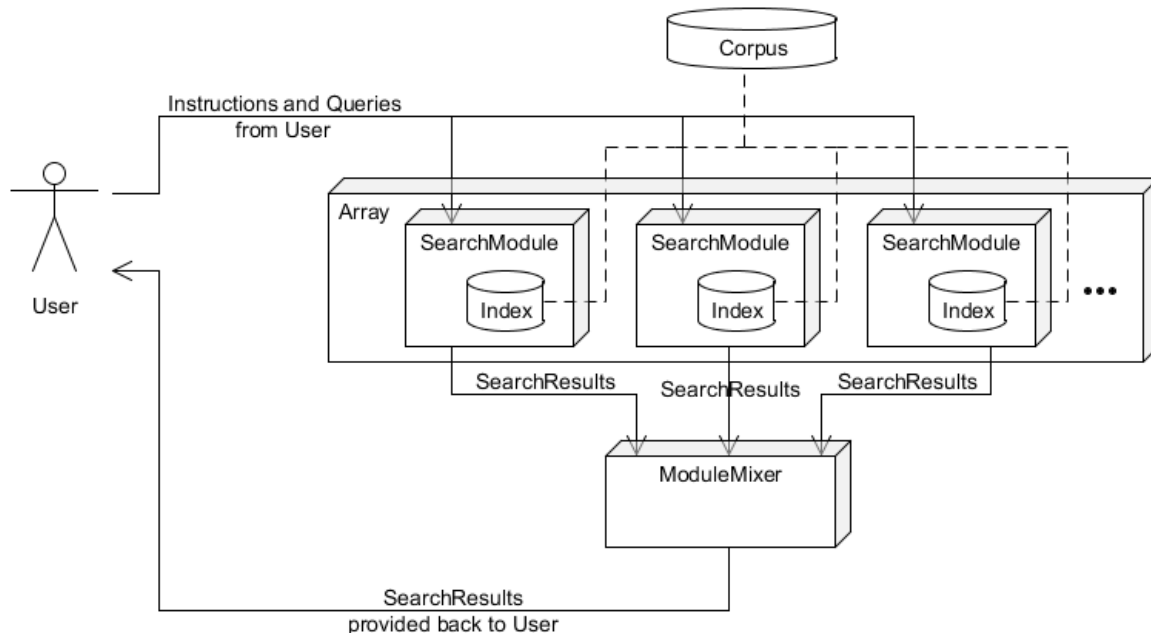 Corpus
Instructions and Queries
from User
Array
SearchModule
SearchModule
SearchModule
Index
Index
Index
User
SearchResults
SearchResults
SearchResults
ModuleMixer
SearchResults
provided back to User